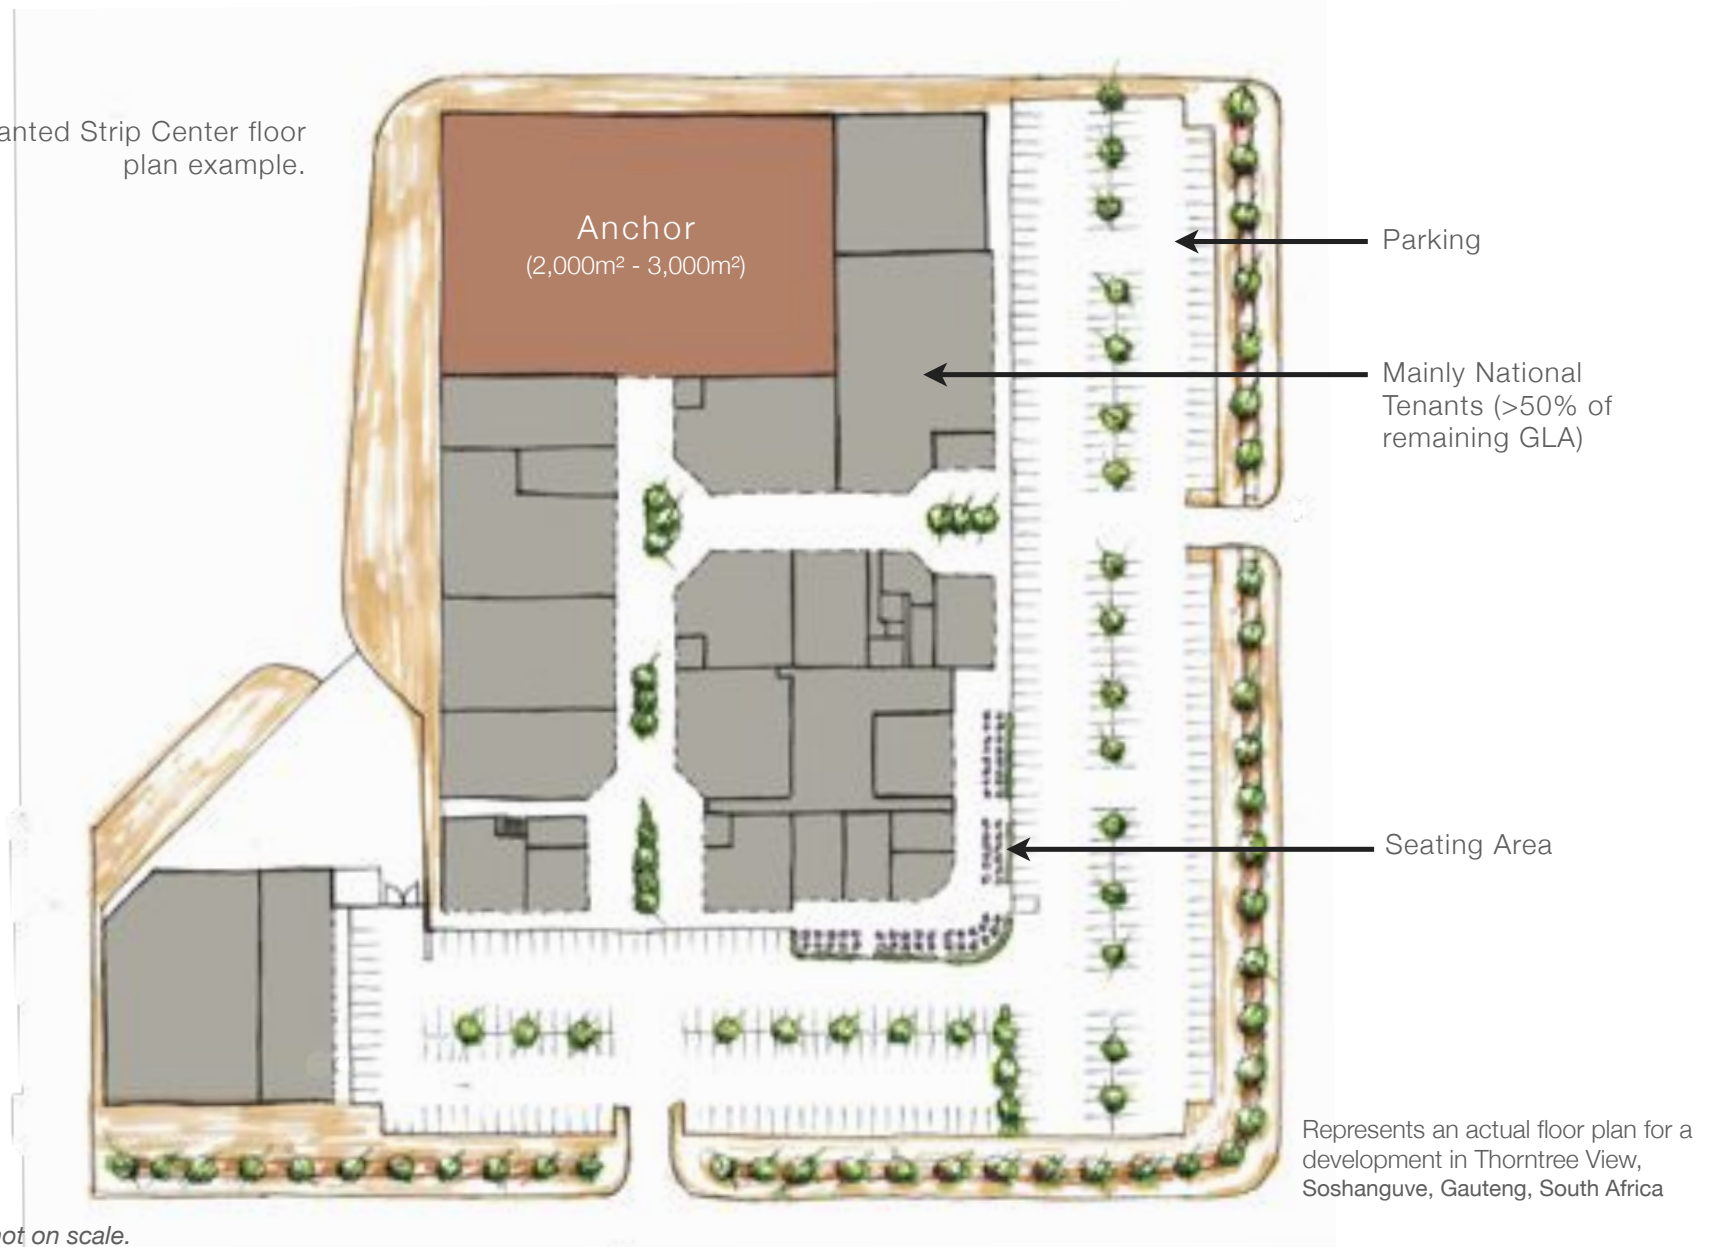 anted Strip Center floor
plan example.
Anchor
(2,000m² - 3,000m²)
Parking
Mainly National
Tenants (>50% of
remaining GLA)
Seating Area
Represents an actual floor plan for a
development in Thorntree View,
Soshanguve, Gauteng, South Africa
not on scale.